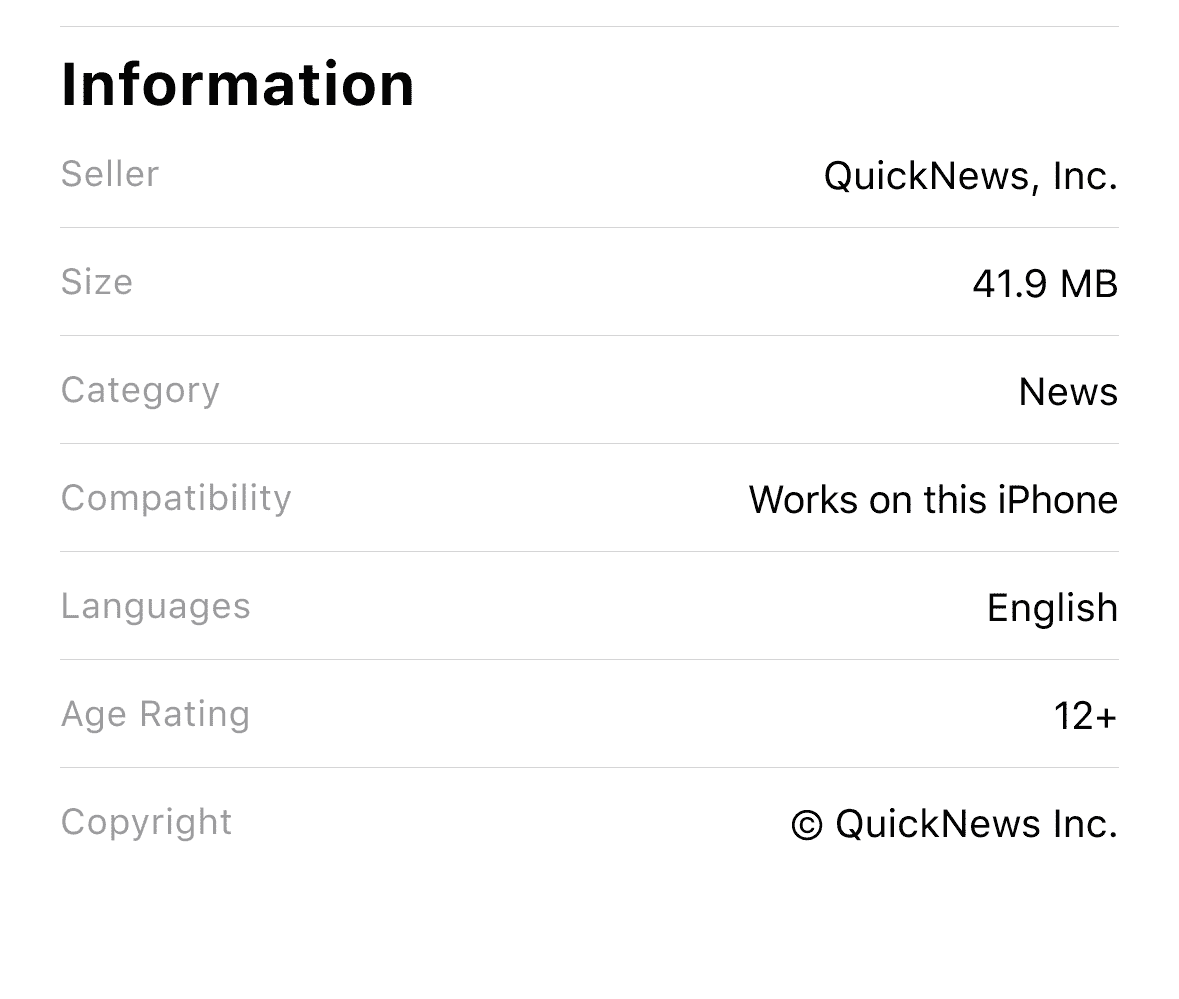 Information
Seller QuickNews, Inc.
Size 41.9 MB
Category News
Compatibility Works on this iPhone
Languages English
Age Rating 12+
Copyright © QuickNews Inc.